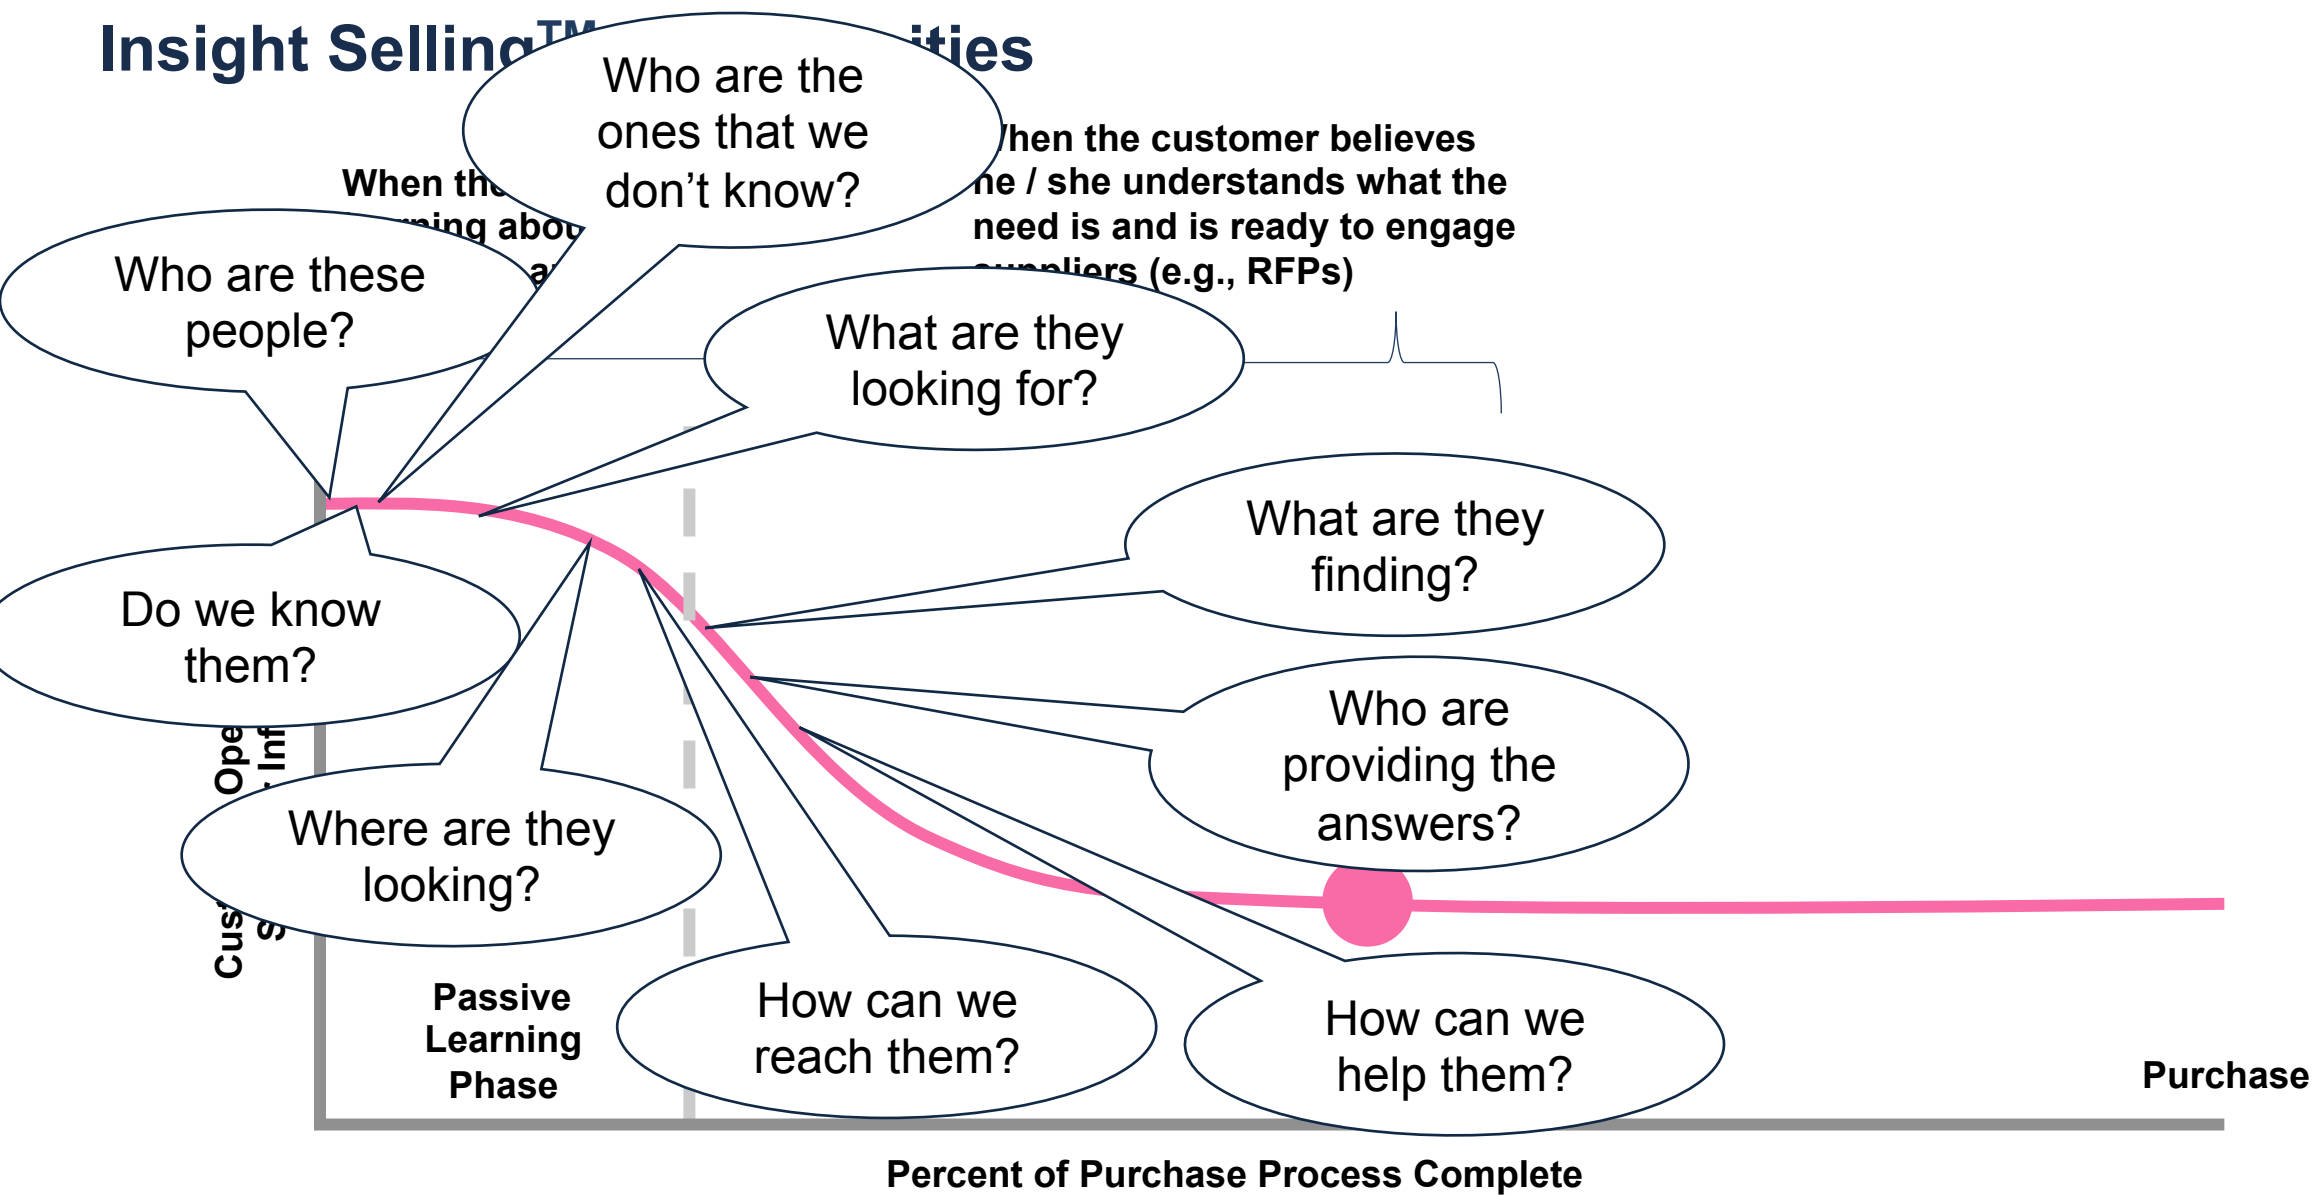 Insight Selling™
Who are the
ones that we
don't know?
When the customer believes
he / she understands what the
need is and is ready to engage
suppliers (e.g., RFPs)
When the
Who are these
people?
What are they
looking for?
What are they
finding?
Do we know
them?
Who are
providing the
answers?
Where are they
looking?
How can we
reach them?
How can we
help them?
Passive
Learning
Phase
Purchase
Percent of Purchase Process Complete